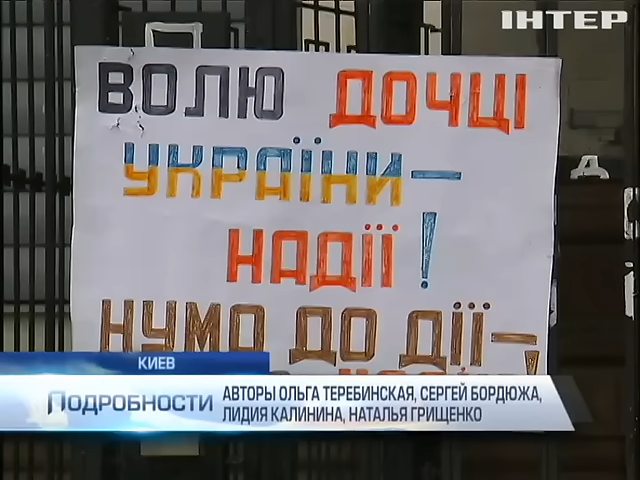 ІНТЕР
ВОЛЮ ДОЧЦІ
УКРАЇНИ —
НАДІЇ!
НУМО ДО ДІЇ —
КИЕВ
ПОДРОБНОСТИ
АВТОРЫ ОЛЬГА ТЕРЕБИНСКАЯ, СЕРГЕЙ БОРДЮЖА,
ЛИДИЯ КАЛИНИНА, НАТАЛЬЯ ГРИЩЕНКО